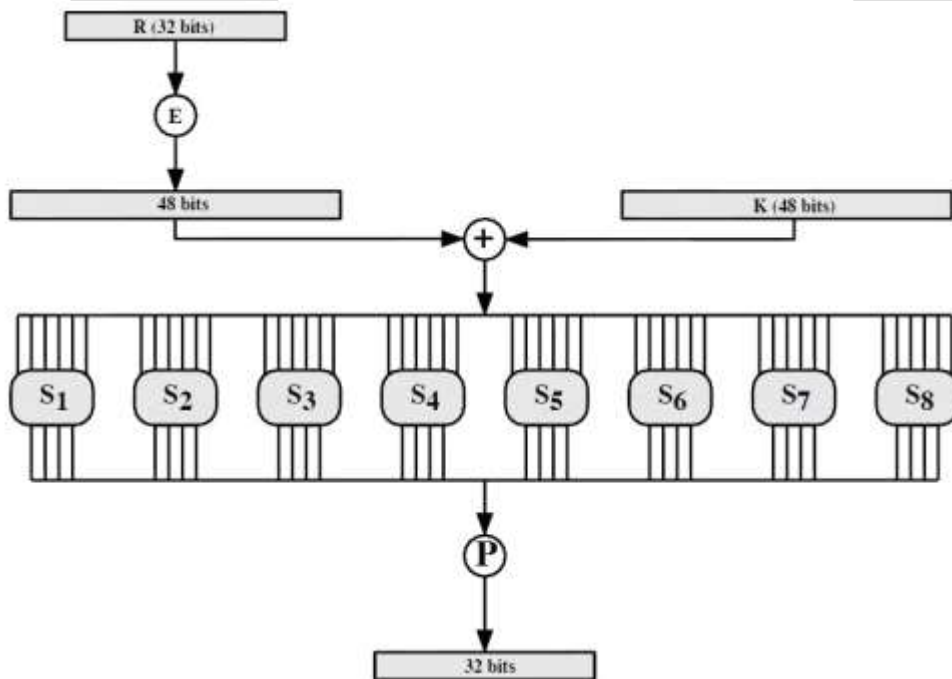 R (32 bits)
E
48 bits
K (48 bits)
+
S1 S2 S3 S4 S5 S6 S7 S8
P
32 bits